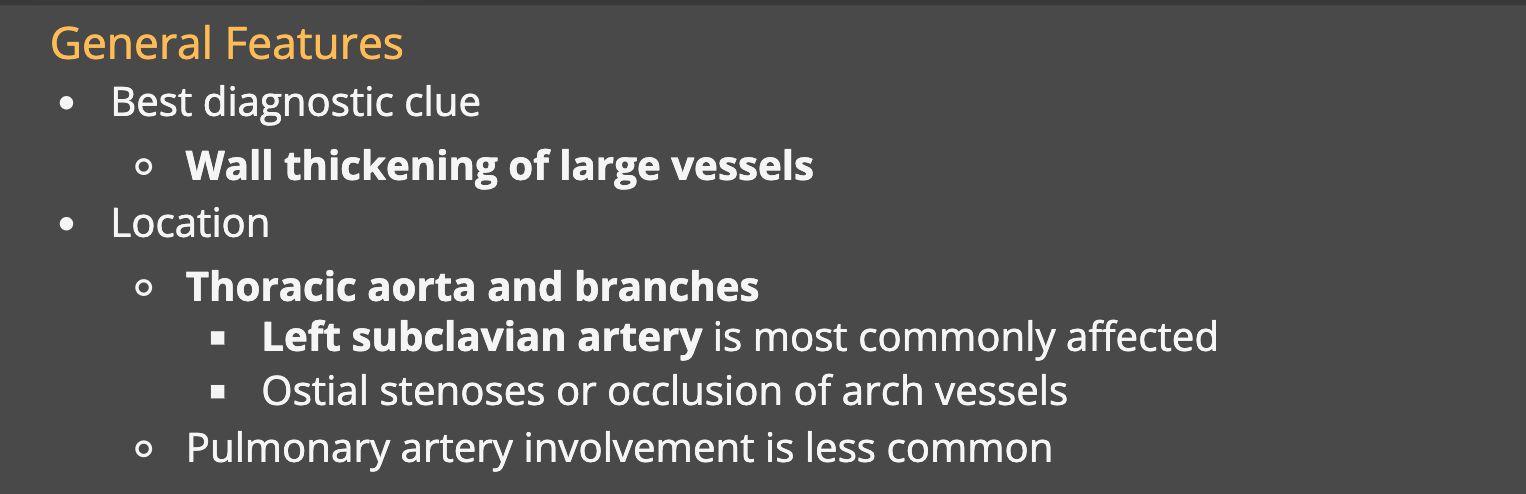 General Features
• Best diagnostic clue
○ Wall thickening of large vessels
• Location
○ Thoracic aorta and branches
▪ Left subclavian artery is most commonly affected
▪ Ostial stenoses or occlusion of arch vessels
○ Pulmonary artery involvement is less common